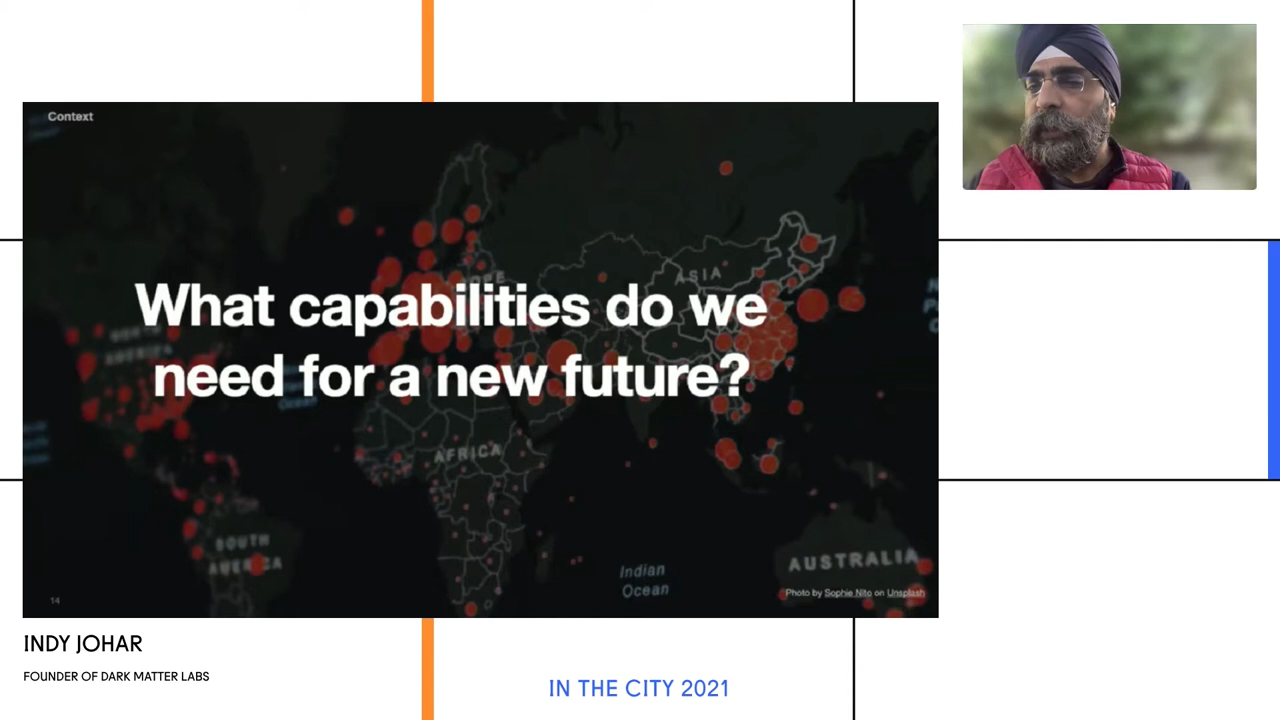 Context
What capabilities do we
need for a new future?
ASIA
AFRICA
SOUTH
AMERICA
Indian
Ocean
AUSTRALIA
Photo by Sophie Nito on Unsplash
14
INDY JOHAR
FOUNDER OF DARK MATTER LABS
IN THE CITY 2021